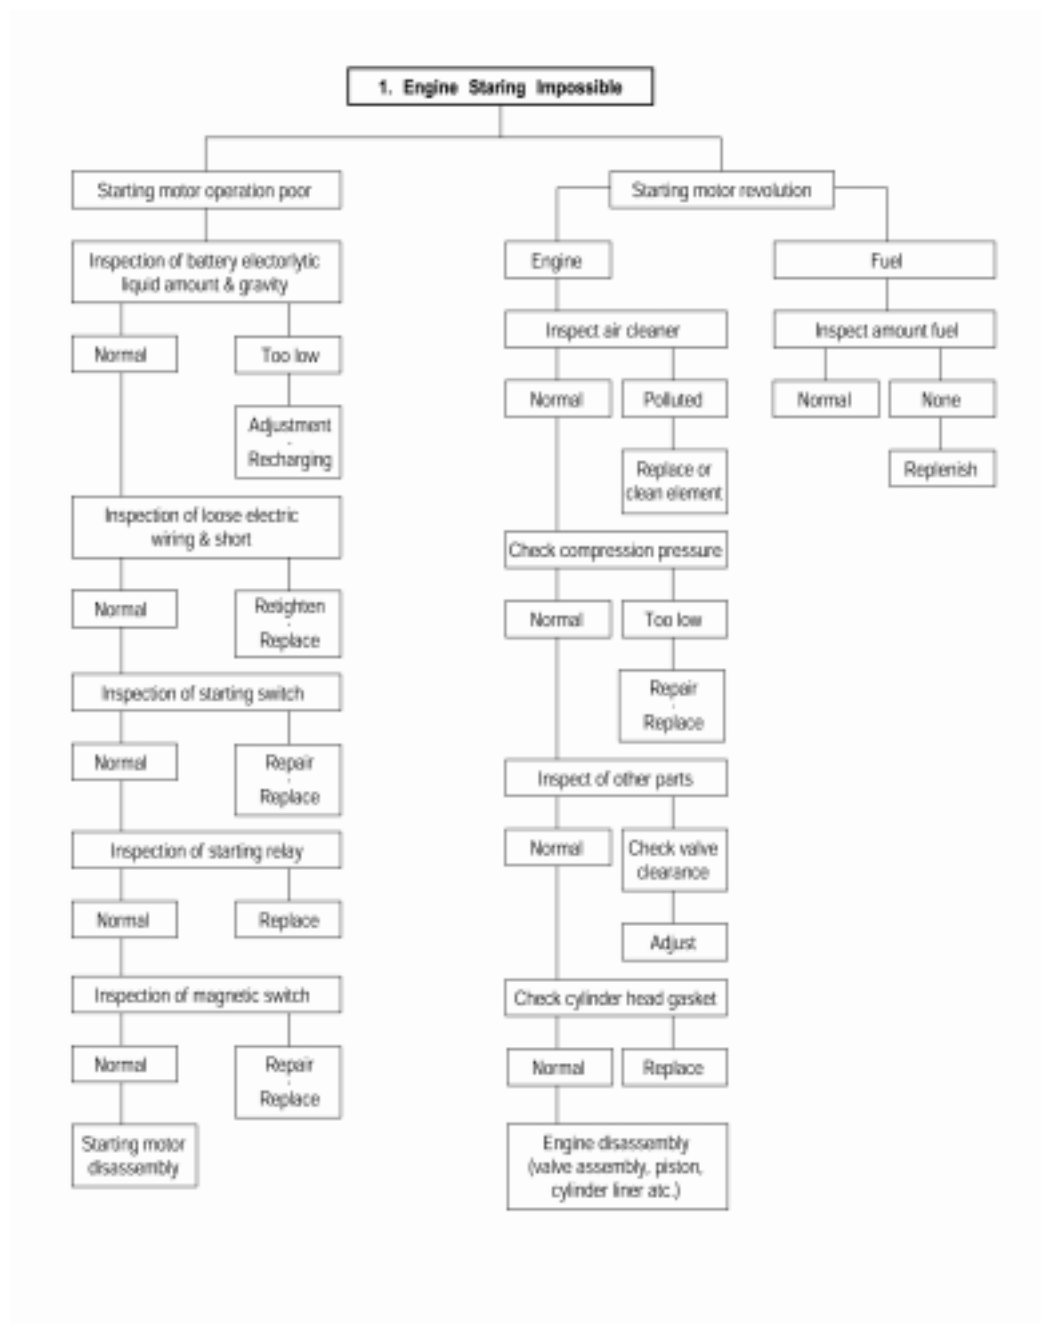 1. Engine Staring Impossible
Starting motor operation poor
Inspection of battery electorlytic
liquid amount & gravity
Normal
Too low
Adjustment
·
Recharging
Inspection of loose electric
wiring & short
Normal
Retighten
·
Replace
Inspection of starting switch
Normal
Repair
·
Replace
Inspection of starting relay
Normal
Replace
Inspection of magnetic switch
Normal
Repair
·
Replace
Starting motor
disassembly
Starting motor revolution
Engine
Inspect air cleaner
Normal
Polluted
Replace or
clean element
Check compression pressure
Normal
Too low
Repair
·
Replace
Inspect of other parts
Normal
Check valve
clearance
Adjust
Check cylinder head gasket
Normal
Replace
Engine disassembly
(valve assembly, piston,
cylinder liner atc.)
Fuel
Inspect amount fuel
Normal
None
Replenish